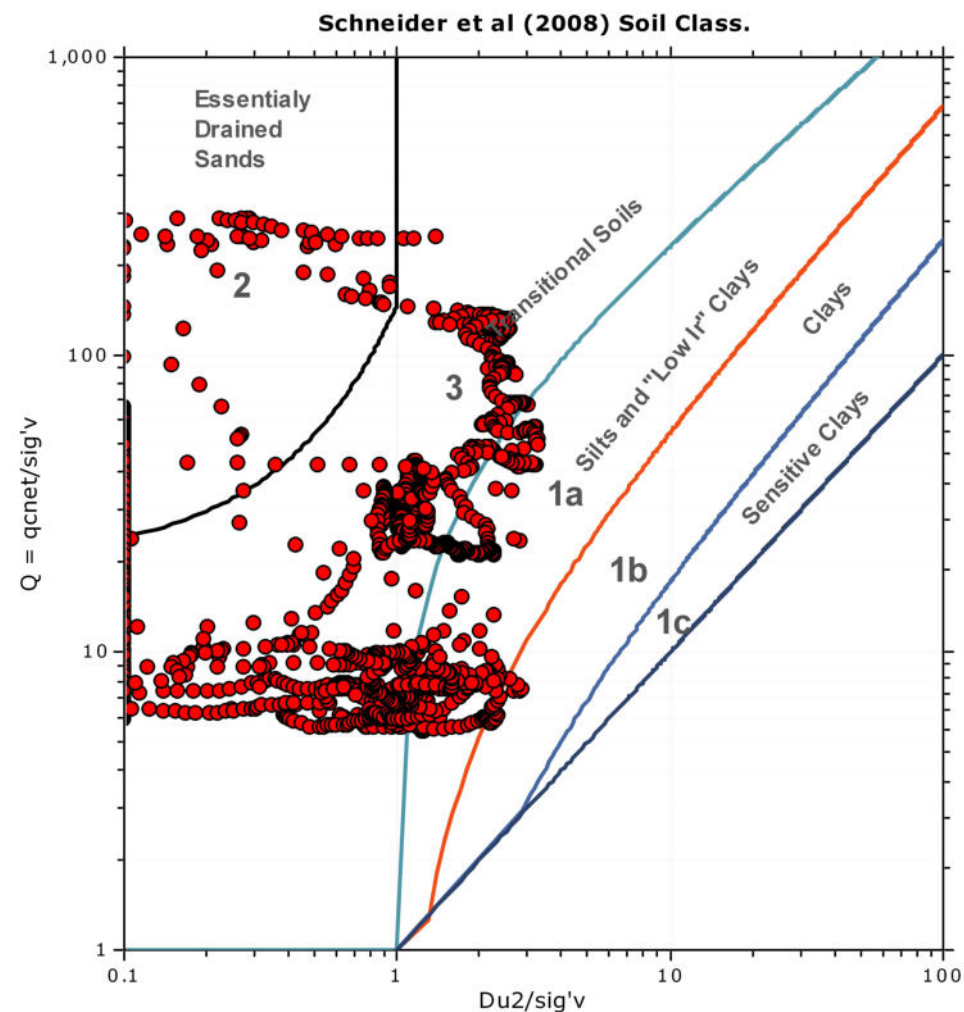 Schneider et al (2008) Soil Class.
1,000
Essentialy
Drained
Sands
Transitional Soils
2
Silts and "Low Ir" Clays
Clays
100
3
Sensitive Clays
1a
Q = qcnet/sig'v
1b
1c
10
1
0.1
1
10
100
Du2/sig'v